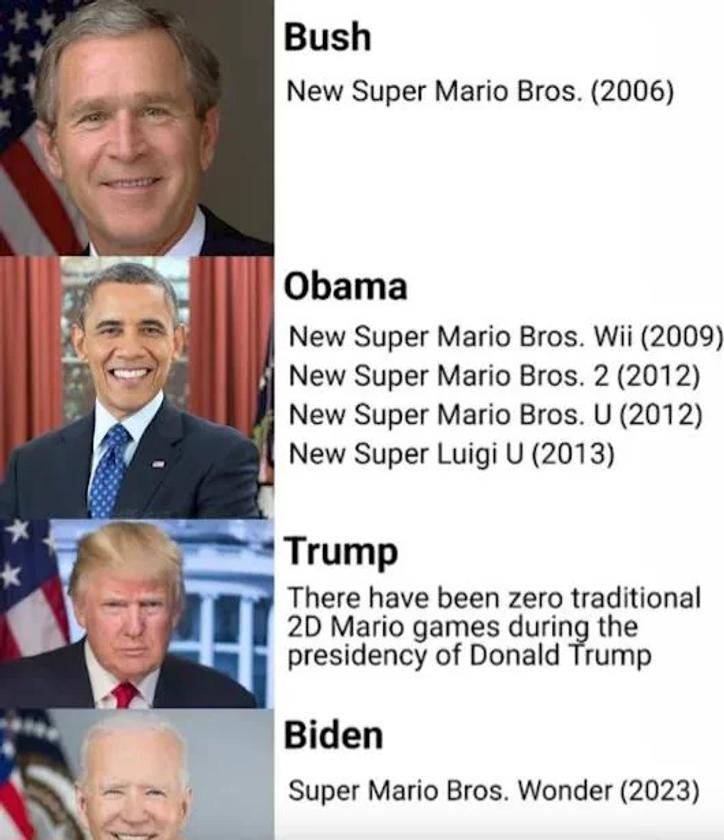 Bush
New Super Mario Bros. (2006)
Obama
New Super Mario Bros. Wii (2009)
New Super Mario Bros. 2 (2012)
New Super Mario Bros. U (2012)
New Super Luigi U (2013)
Trump
There have been zero traditional
2D Mario games during the
presidency of Donald Trump
Biden
Super Mario Bros. Wonder (2023)